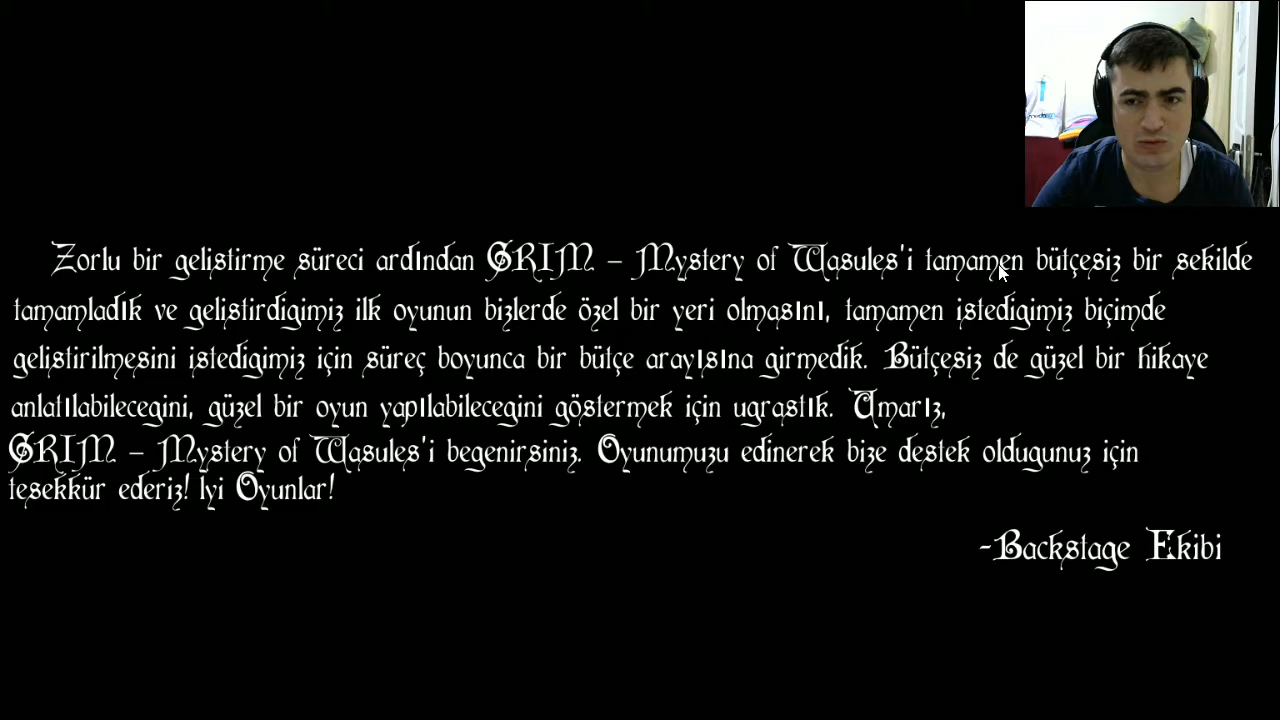 Zorlu bir gelistirme süreci ardından GRIM – Mystery of Wasules'i tamamen bütçesiz bir sekilde
tamamladık ve gelistirdigimiz ilk oyunun bizlerde özel bir yeri olmasını, tamamen istedigimiz biçimde
gelistirilmesini istedigimiz için süreç boyunca bir bütçe arayısına girmedik. Bütçesiz de güzel bir hikaye
anlatılabilecegini, güzel bir oyun yapılabilecegini göstermek için ugrastık. Umarız,
GRIM – Mystery of Wasules'i begenirsiniz. Oyunumuzu edinerek bize destek oldugunuz için
tesekkür ederiz! Iyi Oyunlar!
-Backstage Ekibi